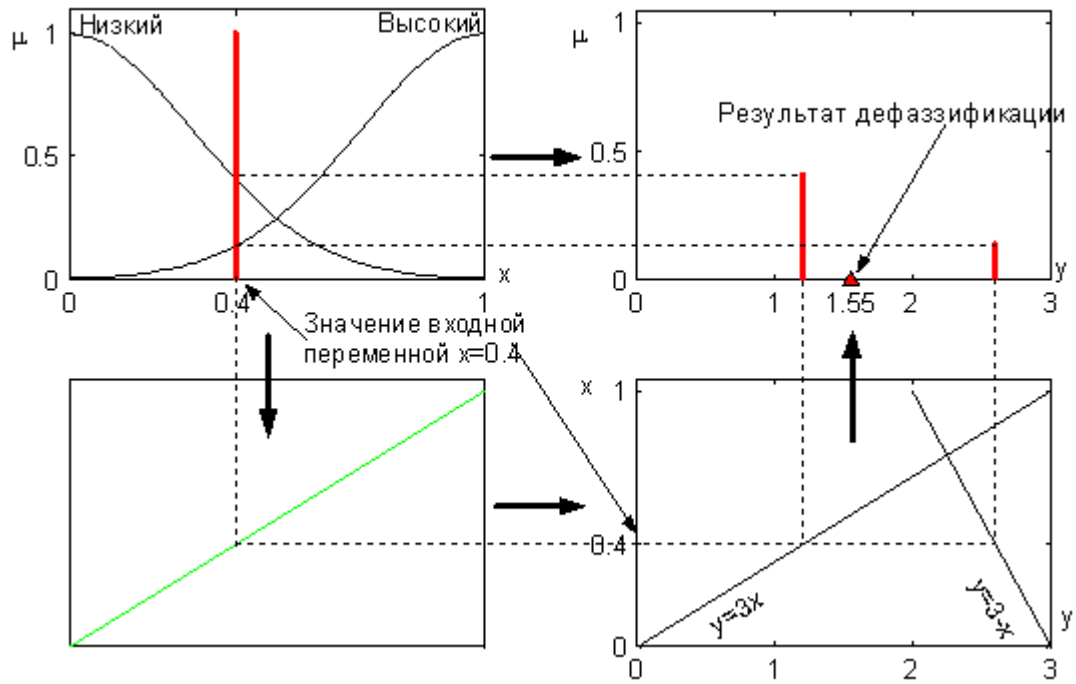 Низкий
Высокий
μ
1
0.5
0
0
0.4
1
x
μ
1
0.5
0
Результат дефаззификации
1
1.55
2
3
y
Значение входной
переменной x=0.4
x
1
0.4
0
0
1
2
3
y
y=3x
y=3-x